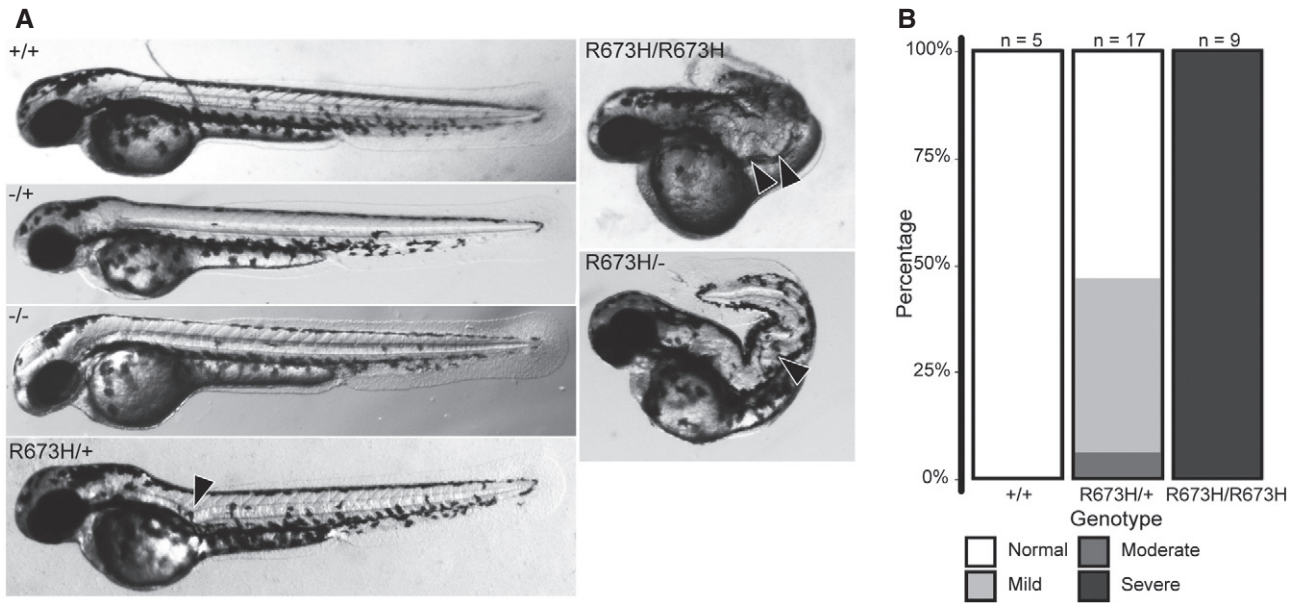 A
+/+
-/+
-/-
R673H/+
R673H/R673H
R673H/-
B
n = 5 n = 17 n = 9
100%
75%
50%
25%
0%
Percentage
+/+ R673H/+ R673H/R673H
Genotype
Normal Moderate
Mild Severe